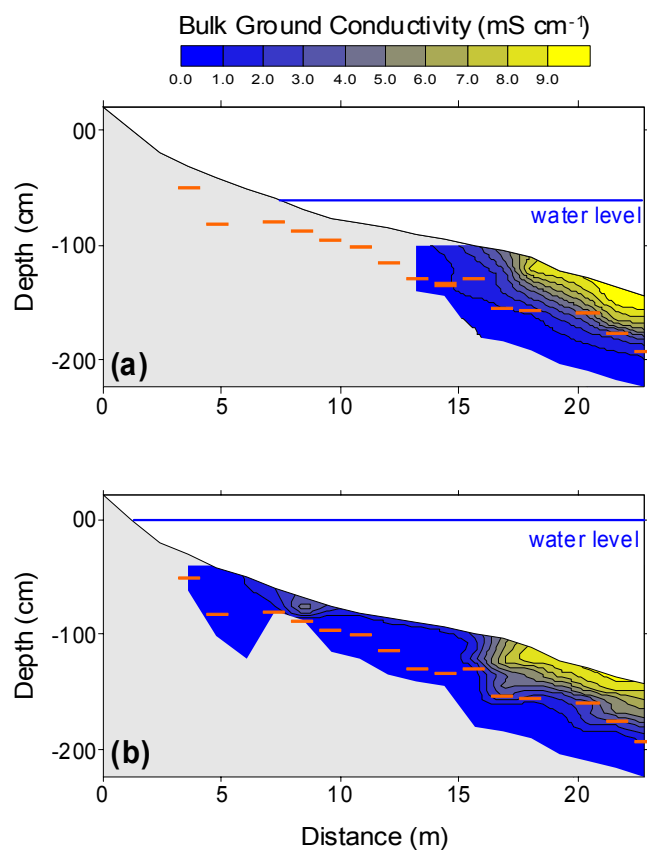 Bulk Ground Conductivity (mS cm⁻¹)
0.0 1.0 2.0 3.0 4.0 5.0 6.0 7.0 8.0 9.0
00
water level
-100
Depth (cm)
-200
(a)
0 5 10 15 20
00
water level
-100
Depth (cm)
-200
(b)
0 5 10 15 20
Distance (m)